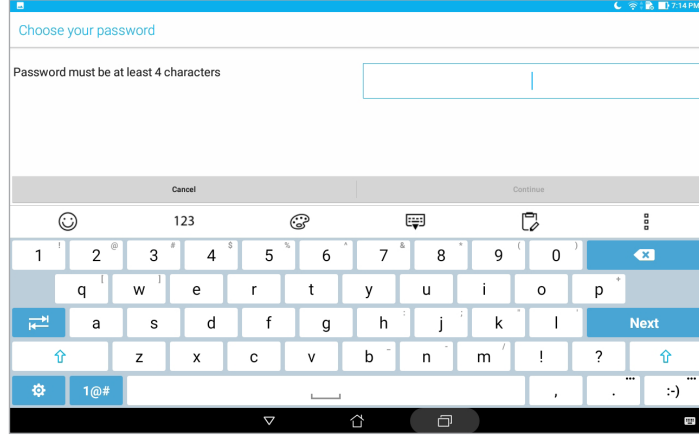 7:14 PM
Choose your password
Password must be at least 4 characters
Cancel Continue
123
1 ! 2 @ 3 # 4 $ 5 % 6 ^ 7 & 8 * 9 ( 0 )
q [ w ] e r t y u i o p +
a s d f g h : j ; k ' l ' Next
z x c v b _ n - m / ! ?
1@# , . ... :-) ...